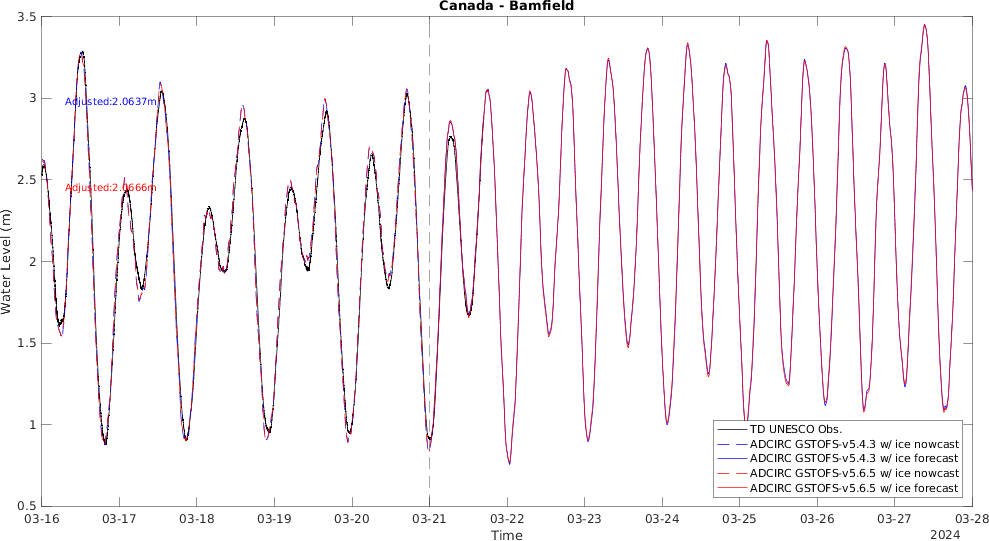 Canada - Bamfield
3.5
3
2.5
2
1.5
1
0.5
Water Level (m)
Adjusted:2.0637m
Adjusted:2.0666m
TD UNESCO Obs.
ADCIRC GSTOFS-v5.4.3 w/ ice nowcast
ADCIRC GSTOFS-v5.4.3 w/ ice forecast
ADCIRC GSTOFS-v5.6.5 w/ ice nowcast
ADCIRC GSTOFS-v5.6.5 w/ ice forecast
03-16 03-17 03-18 03-19 03-20 03-21 03-22 03-23 03-24 03-25 03-26 03-27 03-28
Time
2024